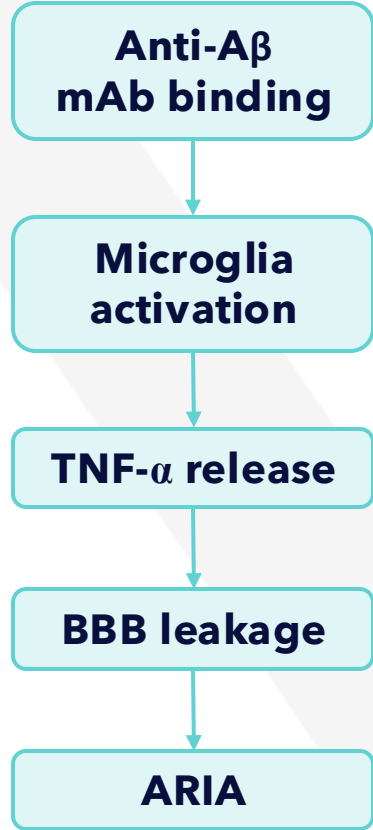 Anti-Aβ
mAb binding
Microglia
activation
TNF-α release
BBB leakage
ARIA